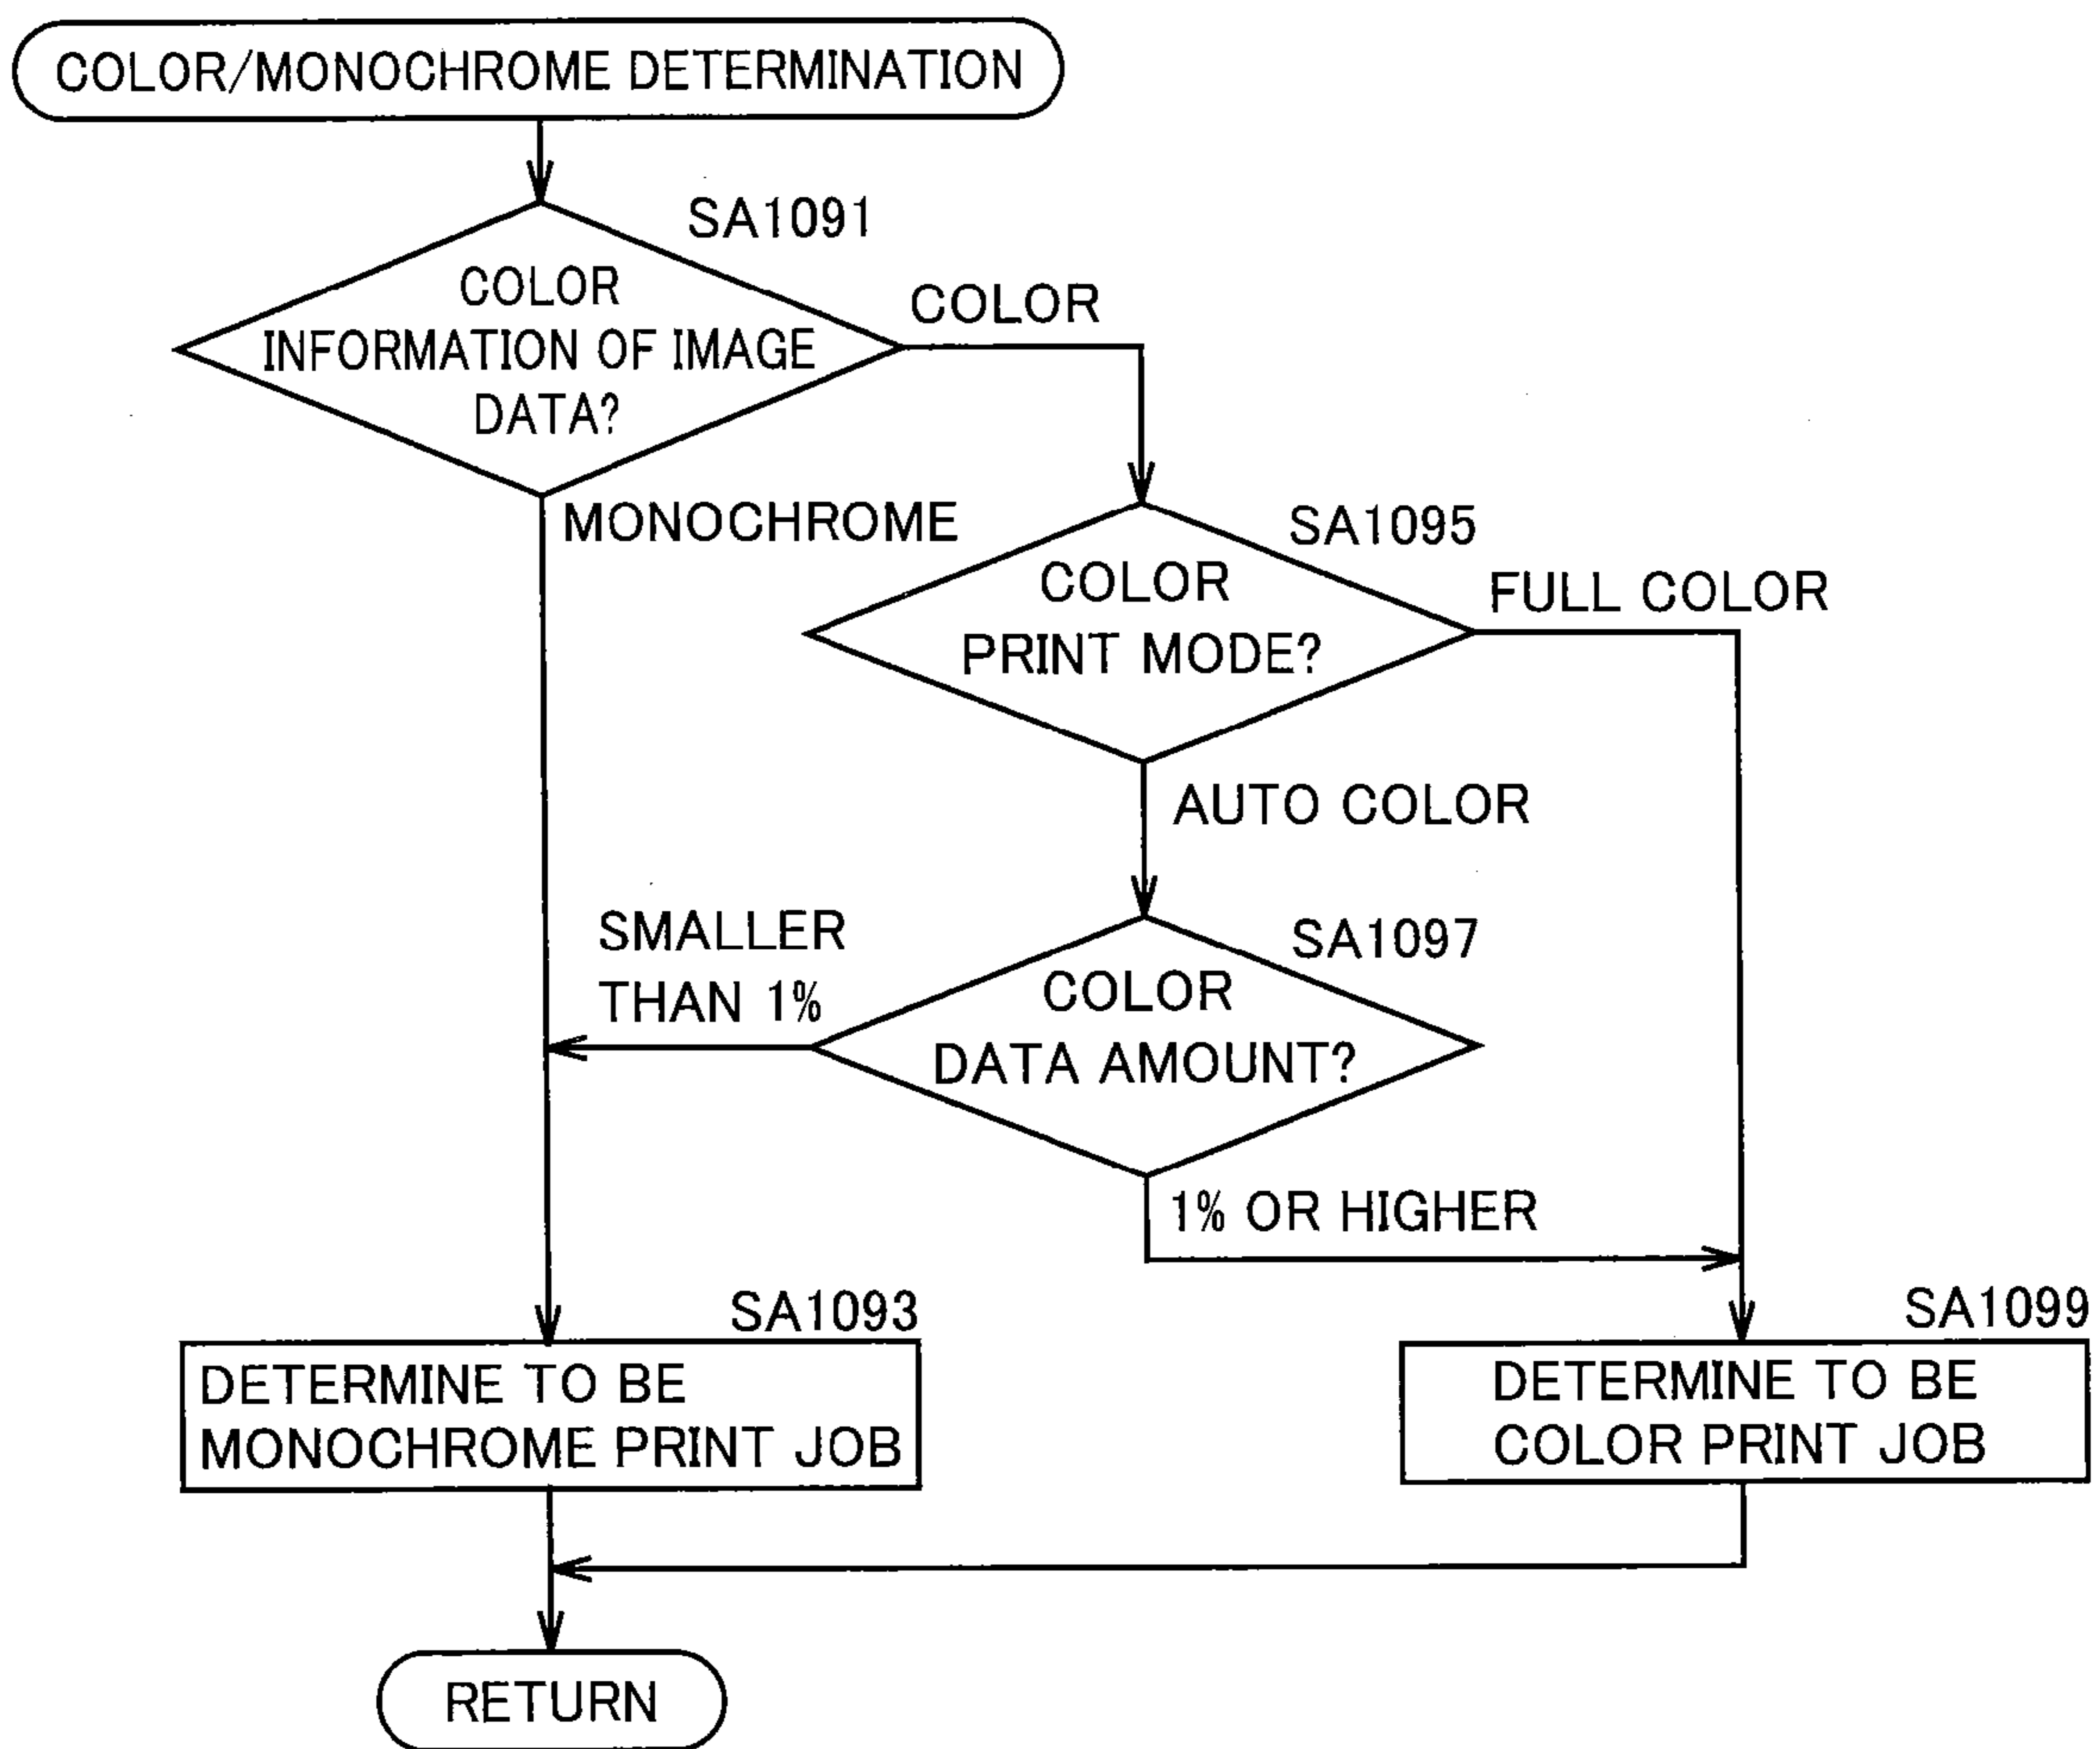 COLOR/MONOCHROME DETERMINATION
SA1091
COLOR
INFORMATION OF IMAGE
DATA?
COLOR
MONOCHROME
SA1095
COLOR
PRINT MODE?
FULL COLOR
AUTO COLOR
SMALLER
THAN 1%
SA1097
COLOR
DATA AMOUNT?
1% OR HIGHER
SA1093
DETERMINE TO BE
MONOCHROME PRINT JOB
SA1099
DETERMINE TO BE
COLOR PRINT JOB
RETURN